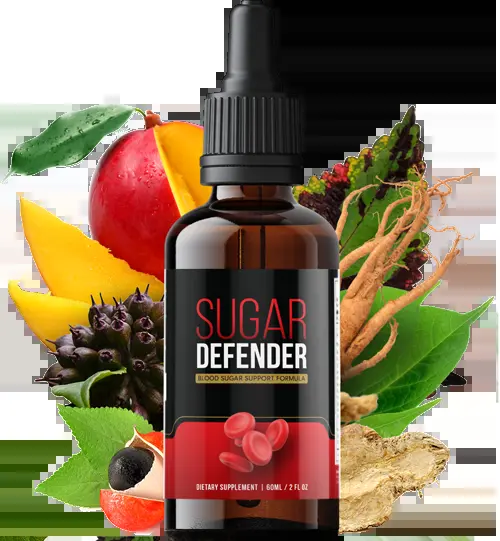 SUGAR
DEFENDER
BLOOD SUGAR SUPPORT FORMULA
DIETARY SUPPLEMENT | 60ML / 2 FL OZ